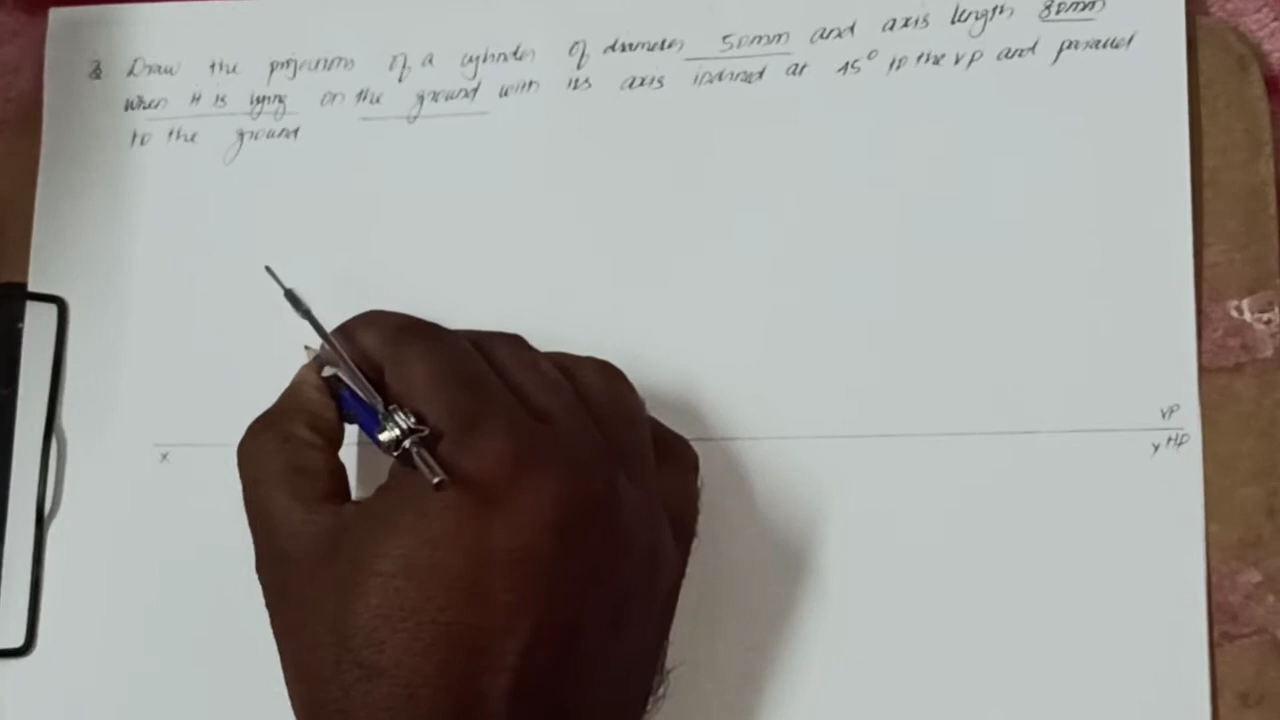 Draw the projections of a cylinder of diameter 50mm and axis length 80mm
when it is lying on the ground with its axis inclined at 45° to the VP and parallel
to the ground
VP
x
y HP